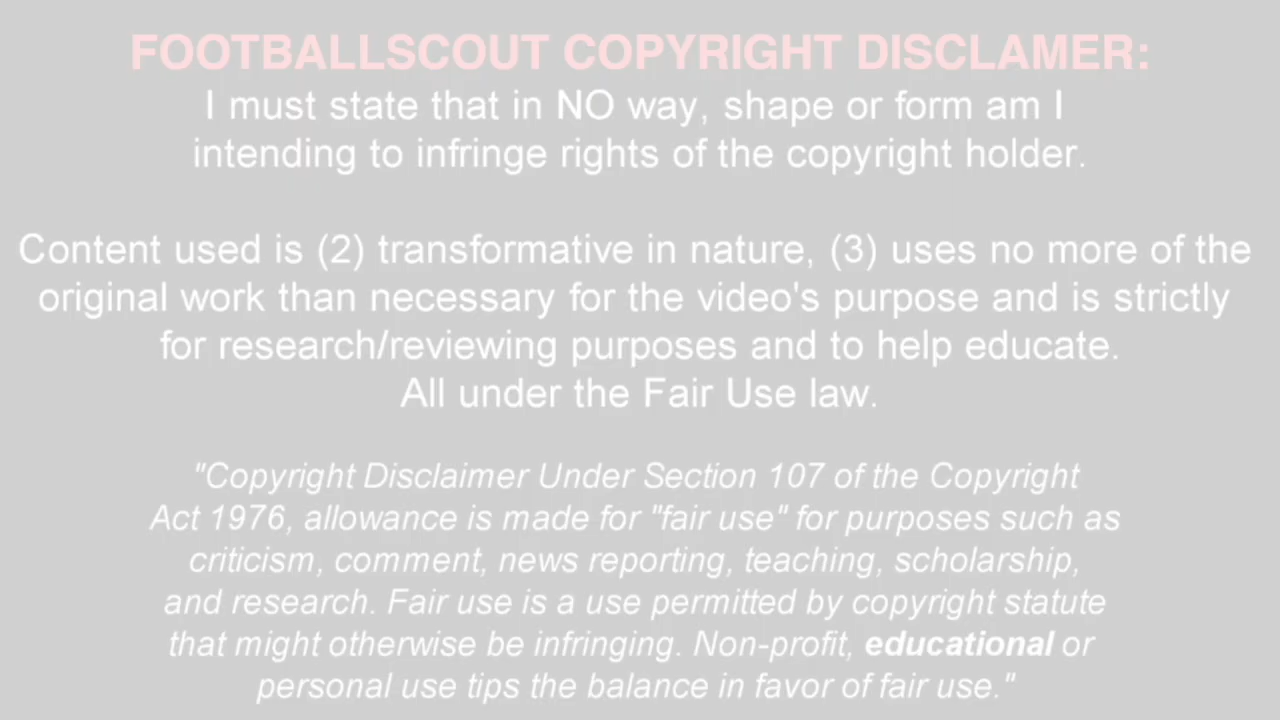 FOOTBALLSCOUT COPYRIGHT DISCLAMER:
I must state that in NO way, shape or form am I
intending to infringe rights of the copyright holder.
Content used is (2) transformative in nature, (3) uses no more of the
original work than necessary for the video's purpose and is strictly
for research/reviewing purposes and to help educate.
All under the Fair Use law.
"Copyright Disclaimer Under Section 107 of the Copyright
Act 1976, allowance is made for "fair use" for purposes such as
criticism, comment, news reporting, teaching, scholarship,
and research. Fair use is a use permitted by copyright statute
that might otherwise be infringing. Non-profit, educational or
personal use tips the balance in favor of fair use."